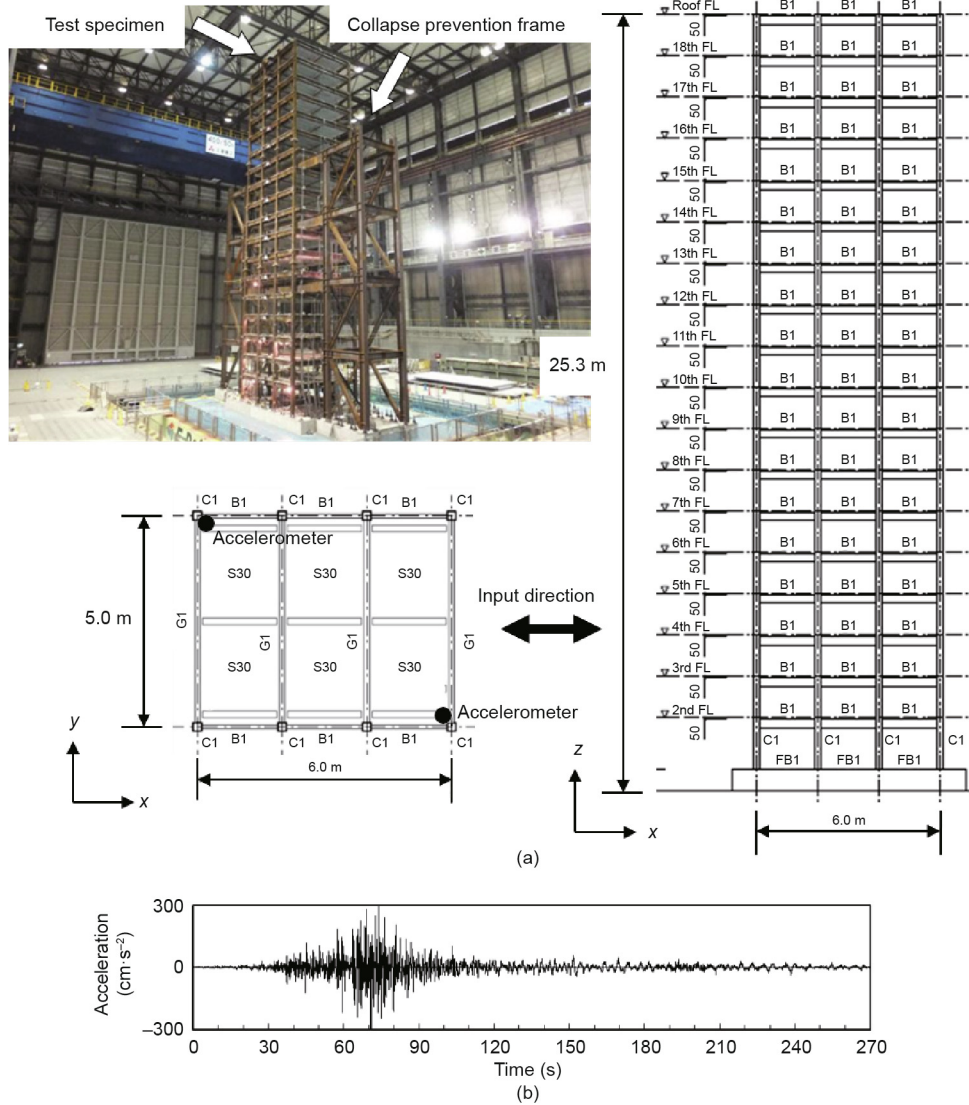 Test specimen
Collapse prevention frame
25.3 m
Roof FL B1 B1 B1
50
18th FL B1 B1 B1
50
17th FL B1 B1 B1
50
16th FL B1 B1 B1
50
15th FL B1 B1 B1
50
14th FL B1 B1 B1
50
13th FL B1 B1 B1
50
12th FL B1 B1 B1
50
11th FL B1 B1 B1
50
10th FL B1 B1 B1
50
9th FL B1 B1 B1
50
8th FL B1 B1 B1
50
7th FL B1 B1 B1
50
6th FL B1 B1 B1
50
5th FL B1 B1 B1
50
4th FL B1 B1 B1
50
3rd FL B1 B1 B1
50
2nd FL B1 B1 B1
50
C1 C1 C1 C1
FB1 FB1 FB1
6.0 m
z
x
C1 B1 C1 B1 C1 B1 C1
Accelerometer
S30 S30 S30
5.0 m
G1 G1 G1 G1
S30 S30 S30
Accelerometer
C1 B1 C1 B1 C1 B1 C1
6.0 m
y
x
Input direction
(a)
Acceleration
(cm·s−2)
300
0
−300
0 30 60 90 120 150 180 210 240 270
Time (s)
(b)